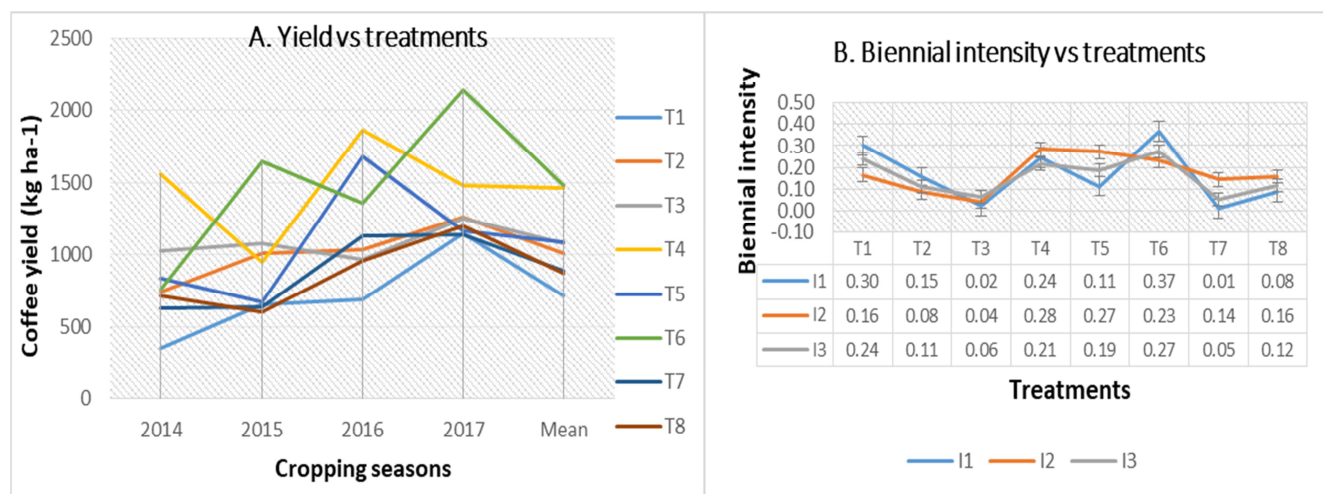 A. Yield vs treatments
Coffee yield (kg ha-1)
2500
2000
1500
1000
500
0
2014 2015 2016 2017 Mean
Cropping seasons
T1
T2
T3
T4
T5
T6
T7
T8
B. Biennial intensity vs treatments
Biennial intensity
0.50
0.40
0.30
0.20
0.10
0.00
-0.10
T1 T2 T3 T4 T5 T6 T7 T8
I1 0.30 0.15 0.02 0.24 0.11 0.37 0.01 0.08
I2 0.16 0.08 0.04 0.28 0.27 0.23 0.14 0.16
I3 0.24 0.11 0.06 0.21 0.19 0.27 0.05 0.12
Treatments
I1 I2 I3